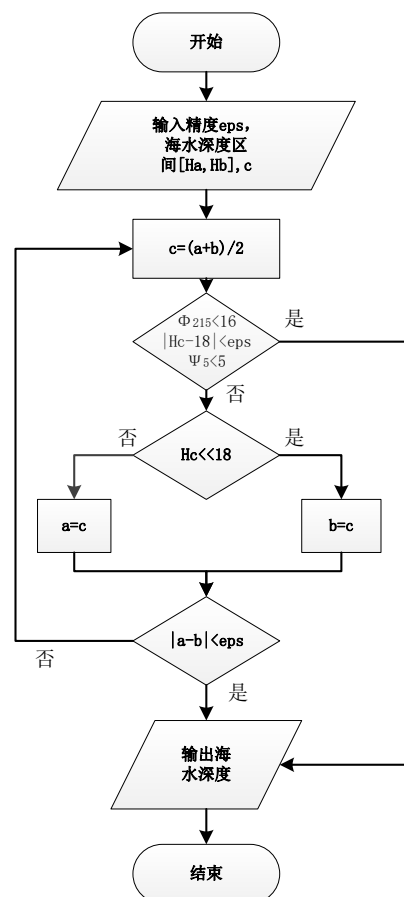 开始
输入精度eps，
海水深度区
间[Ha,Hb],c
c=(a+b)/2
Φ215<16
|Hc-18|<eps
Ψ5<5
是
否
Hc<<18
否
是
a=c
b=c
|a-b|<eps
否
是
输出海
水深度
结束